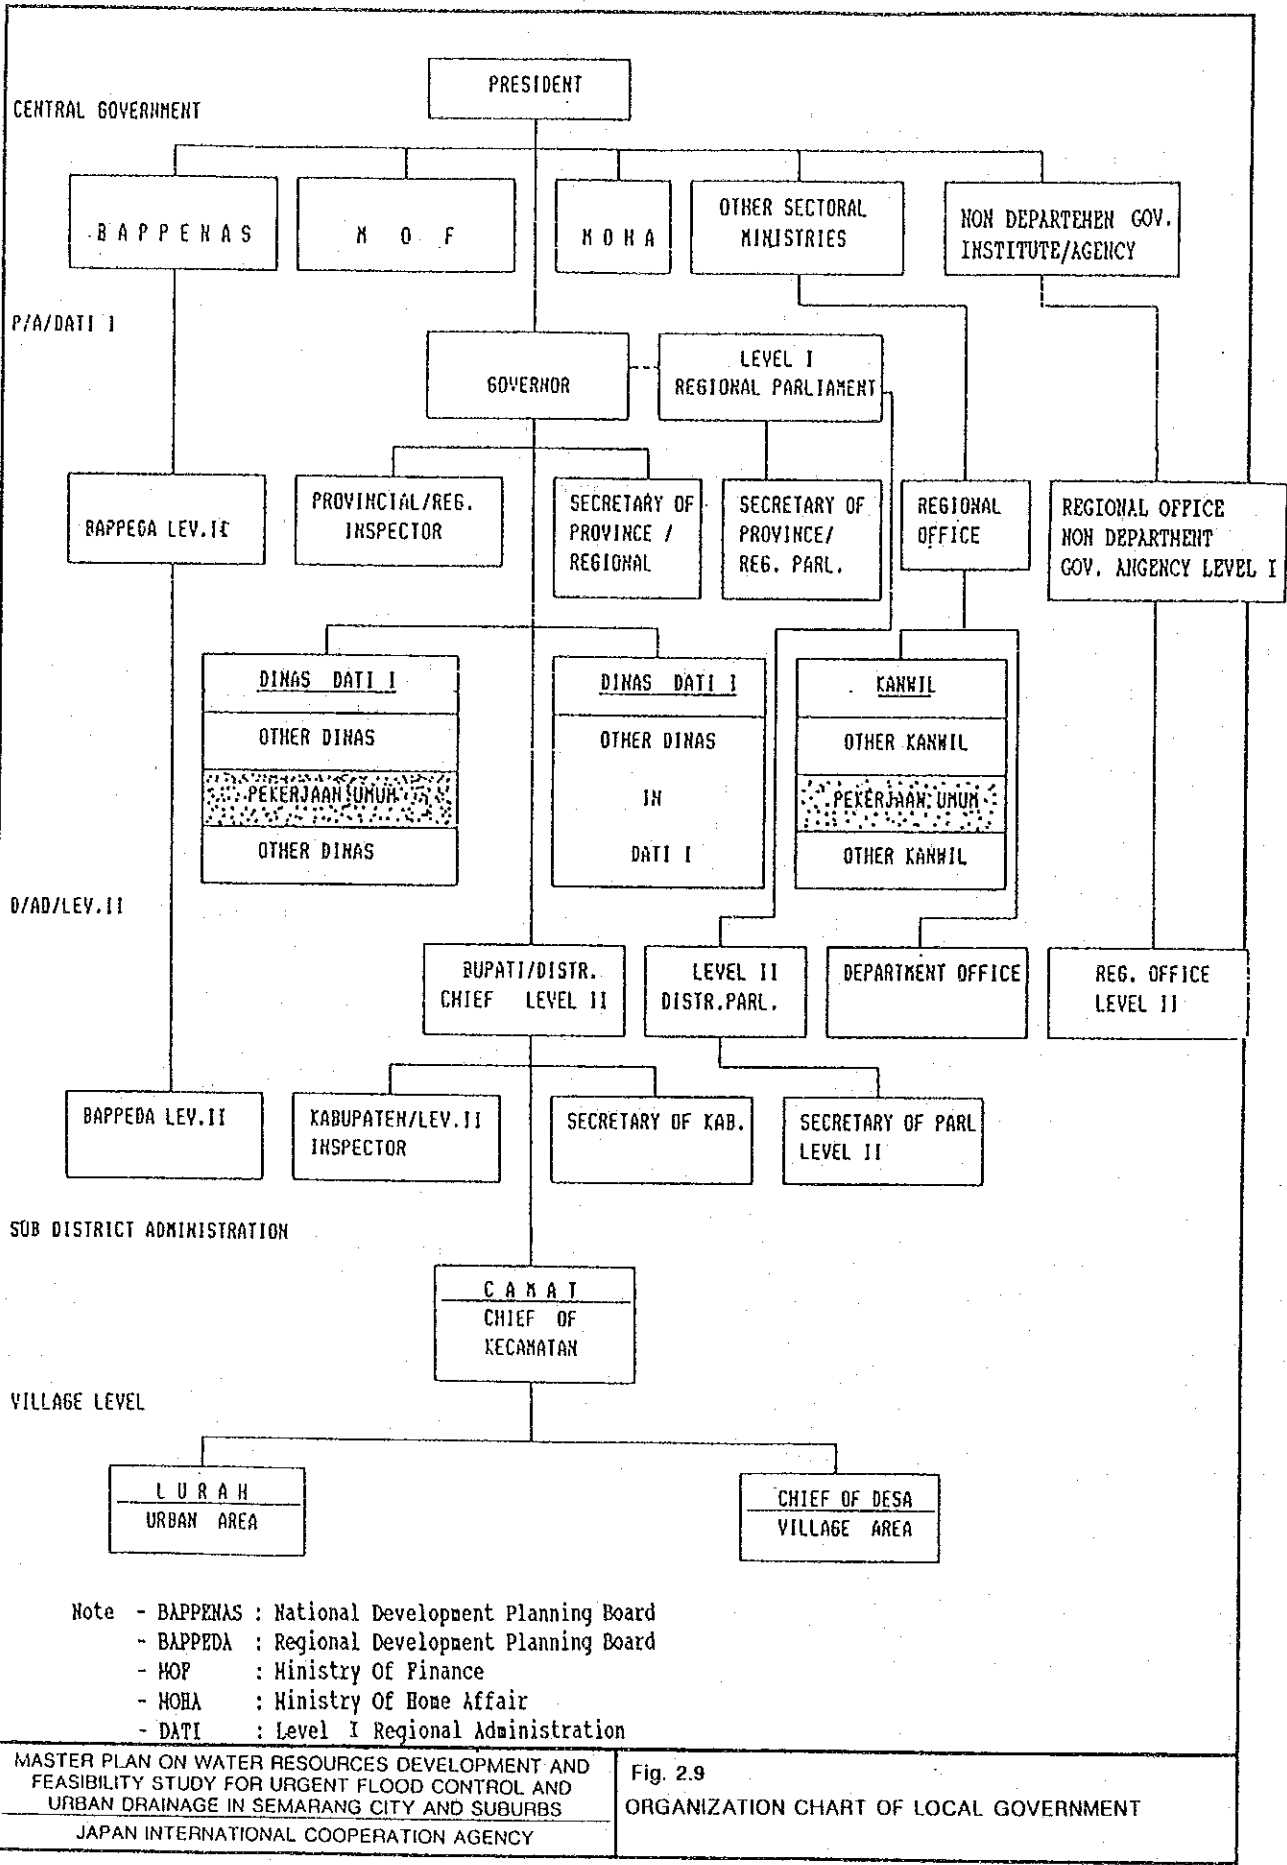 PRESIDENT
CENTRAL GOVERNMENT
BAPPENAS
M O F
M O H A
OTHER SECTORAL
MINISTRIES
NON DEPARTEMEN GOV.
INSTITUTE/AGENCY
P/A/DATI I
GOVERNOR
LEVEL I
REGIONAL PARLIAMENT
BAPPEGA LEV.II
PROVINCIAL/REG.
INSPECTOR
SECRETARY OF
PROVINCE /
REGIONAL
SECRETARY OF
PROVINCE/
REG. PARL.
REGIONAL
OFFICE
REGIONAL OFFICE
NON DEPARTMENT
GOV. ANGENCY LEVEL I
DINAS DATI I
OTHER DINAS
PEKERJAAN UMUM
OTHER DINAS
DINAS DATI I
OTHER DINAS
IN
DATI I
KANWIL
OTHER KANWIL
PEKERJAAN UMUM
OTHER KANWIL
D/AD/LEV.II
BUPATI/DISTR.
CHIEF LEVEL II
LEVEL II
DISTR.PARL.
DEPARTMENT OFFICE
REG. OFFICE
LEVEL II
BAPPEDA LEV.II
KABUPATEN/LEV.II
INSPECTOR
SECRETARY OF KAB.
SECRETARY OF PARL
LEVEL II
SUB DISTRICT ADMINISTRATION
C A M A T
CHIEF OF
KECAMATAN
VILLAGE LEVEL
L U R A H
URBAN AREA
CHIEF OF DESA
VILLAGE AREA
Note - BAPPENAS : National Development Planning Board
- BAPPEDA : Regional Development Planning Board
- MOF : Ministry Of Finance
- MOHA : Ministry Of Home Affair
- DATI : Level I Regional Administration
MASTER PLAN ON WATER RESOURCES DEVELOPMENT AND
FEASIBILITY STUDY FOR URGENT FLOOD CONTROL AND
URBAN DRAINAGE IN SEMARANG CITY AND SUBURBS
JAPAN INTERNATIONAL COOPERATION AGENCY
Fig. 2.9
ORGANIZATION CHART OF LOCAL GOVERNMENT